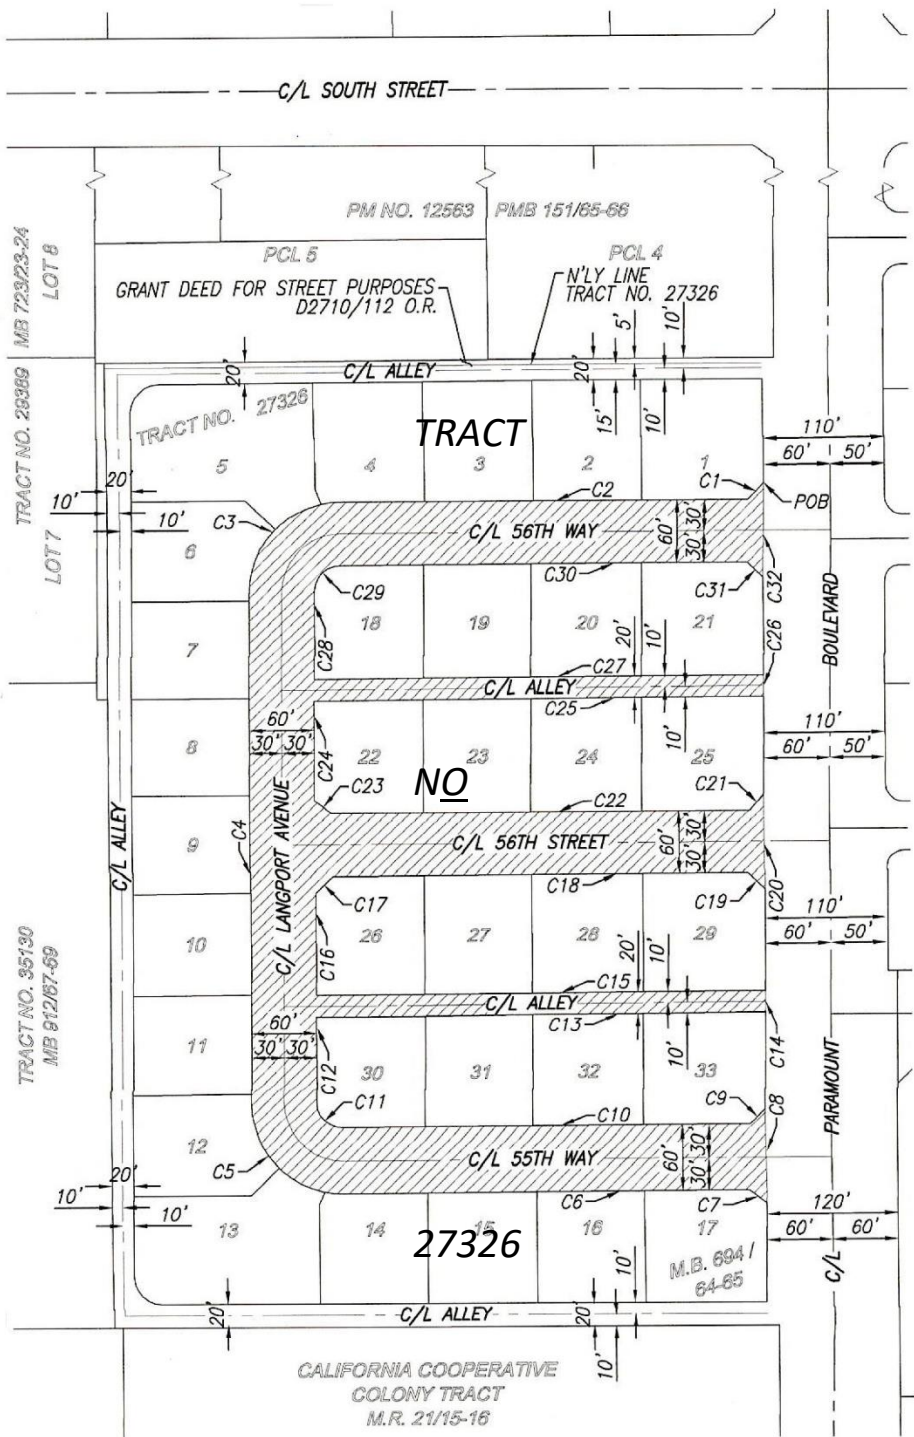 C/L SOUTH STREET
PM NO. 12563
PMB 151/65-66
MB 723/23-24
LOT 8
PCL 5
PCL 4
GRANT DEED FOR STREET PURPOSES
D2710/112 O.R.
N'LY LINE
TRACT NO. 27326
5'
10'
20'
C/L ALLEY
20'
15'
10'
TRACT NO. 27326
TRACT
TRACT NO. 29389
LOT 7
5
4
3
2
1
110'
60'
50'
C1
POB
20'
10'
10'
C2
C3
C/L 56TH WAY
60'
30'
30'
6
C30
C31
C32
C29
BOULEVARD
18
19
20
21
7
C28
20'
10'
C26
C27
C/L ALLEY
C25
10'
60'
30'
30'
110'
60'
50'
8
C24
22
23
24
25
C23
NO
C22
C21
C4
C/L 56TH STREET
60'
30'
30'
9
C/L ALLEY
C/L LANGPORT AVENUE
C17
C18
C19
C20
110'
60'
50'
10
C16
26
27
28
29
20'
10'
C15
C/L ALLEY
C13
10'
C14
TRACT NO. 35130
MB 912/67-69
60'
30'
30'
11
C12
30
31
32
33
PARAMOUNT
C11
C10
C9
C8
12
C5
C/L 55TH WAY
60'
30'
30'
20'
10'
10'
C6
C7
120'
60'
60'
13
14
15
16
17
27326
M.B. 694 /
64-65
C/L
10'
20'
C/L ALLEY
20'
10'
CALIFORNIA COOPERATIVE
COLONY TRACT
M.R. 21/15-16